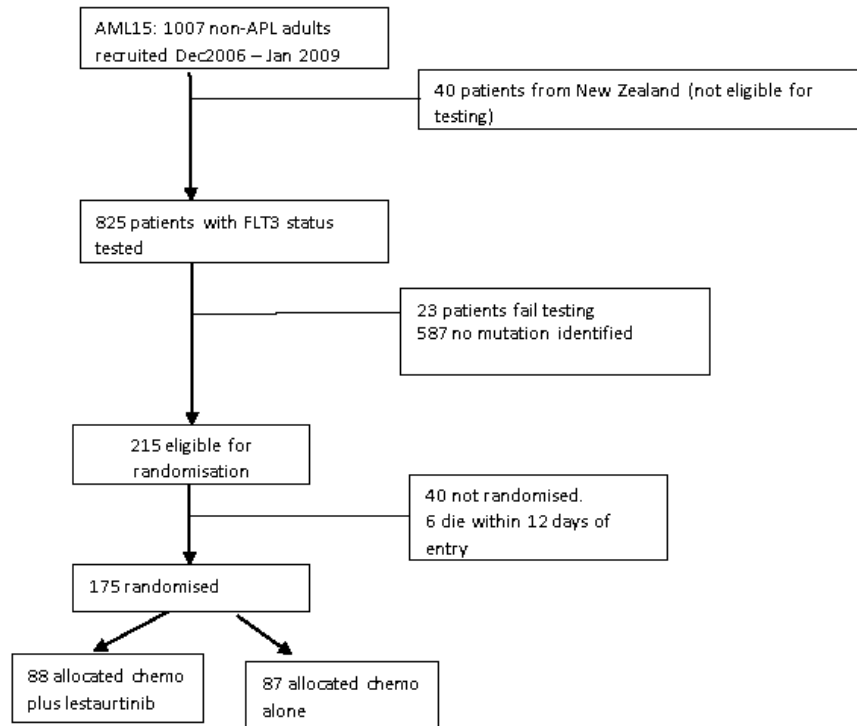 AML15: 1007 non-APL adults
recruited Dec2006 – Jan 2009
40 patients from New Zealand (not eligible for
testing)
825 patients with FLT3 status
tested
23 patients fail testing
587 no mutation identified
215 eligible for
randomisation
40 not randomised.
6 die within 12 days of
entry
175 randomised
88 allocated chemo
plus lestaurtinib
87 allocated chemo
alone